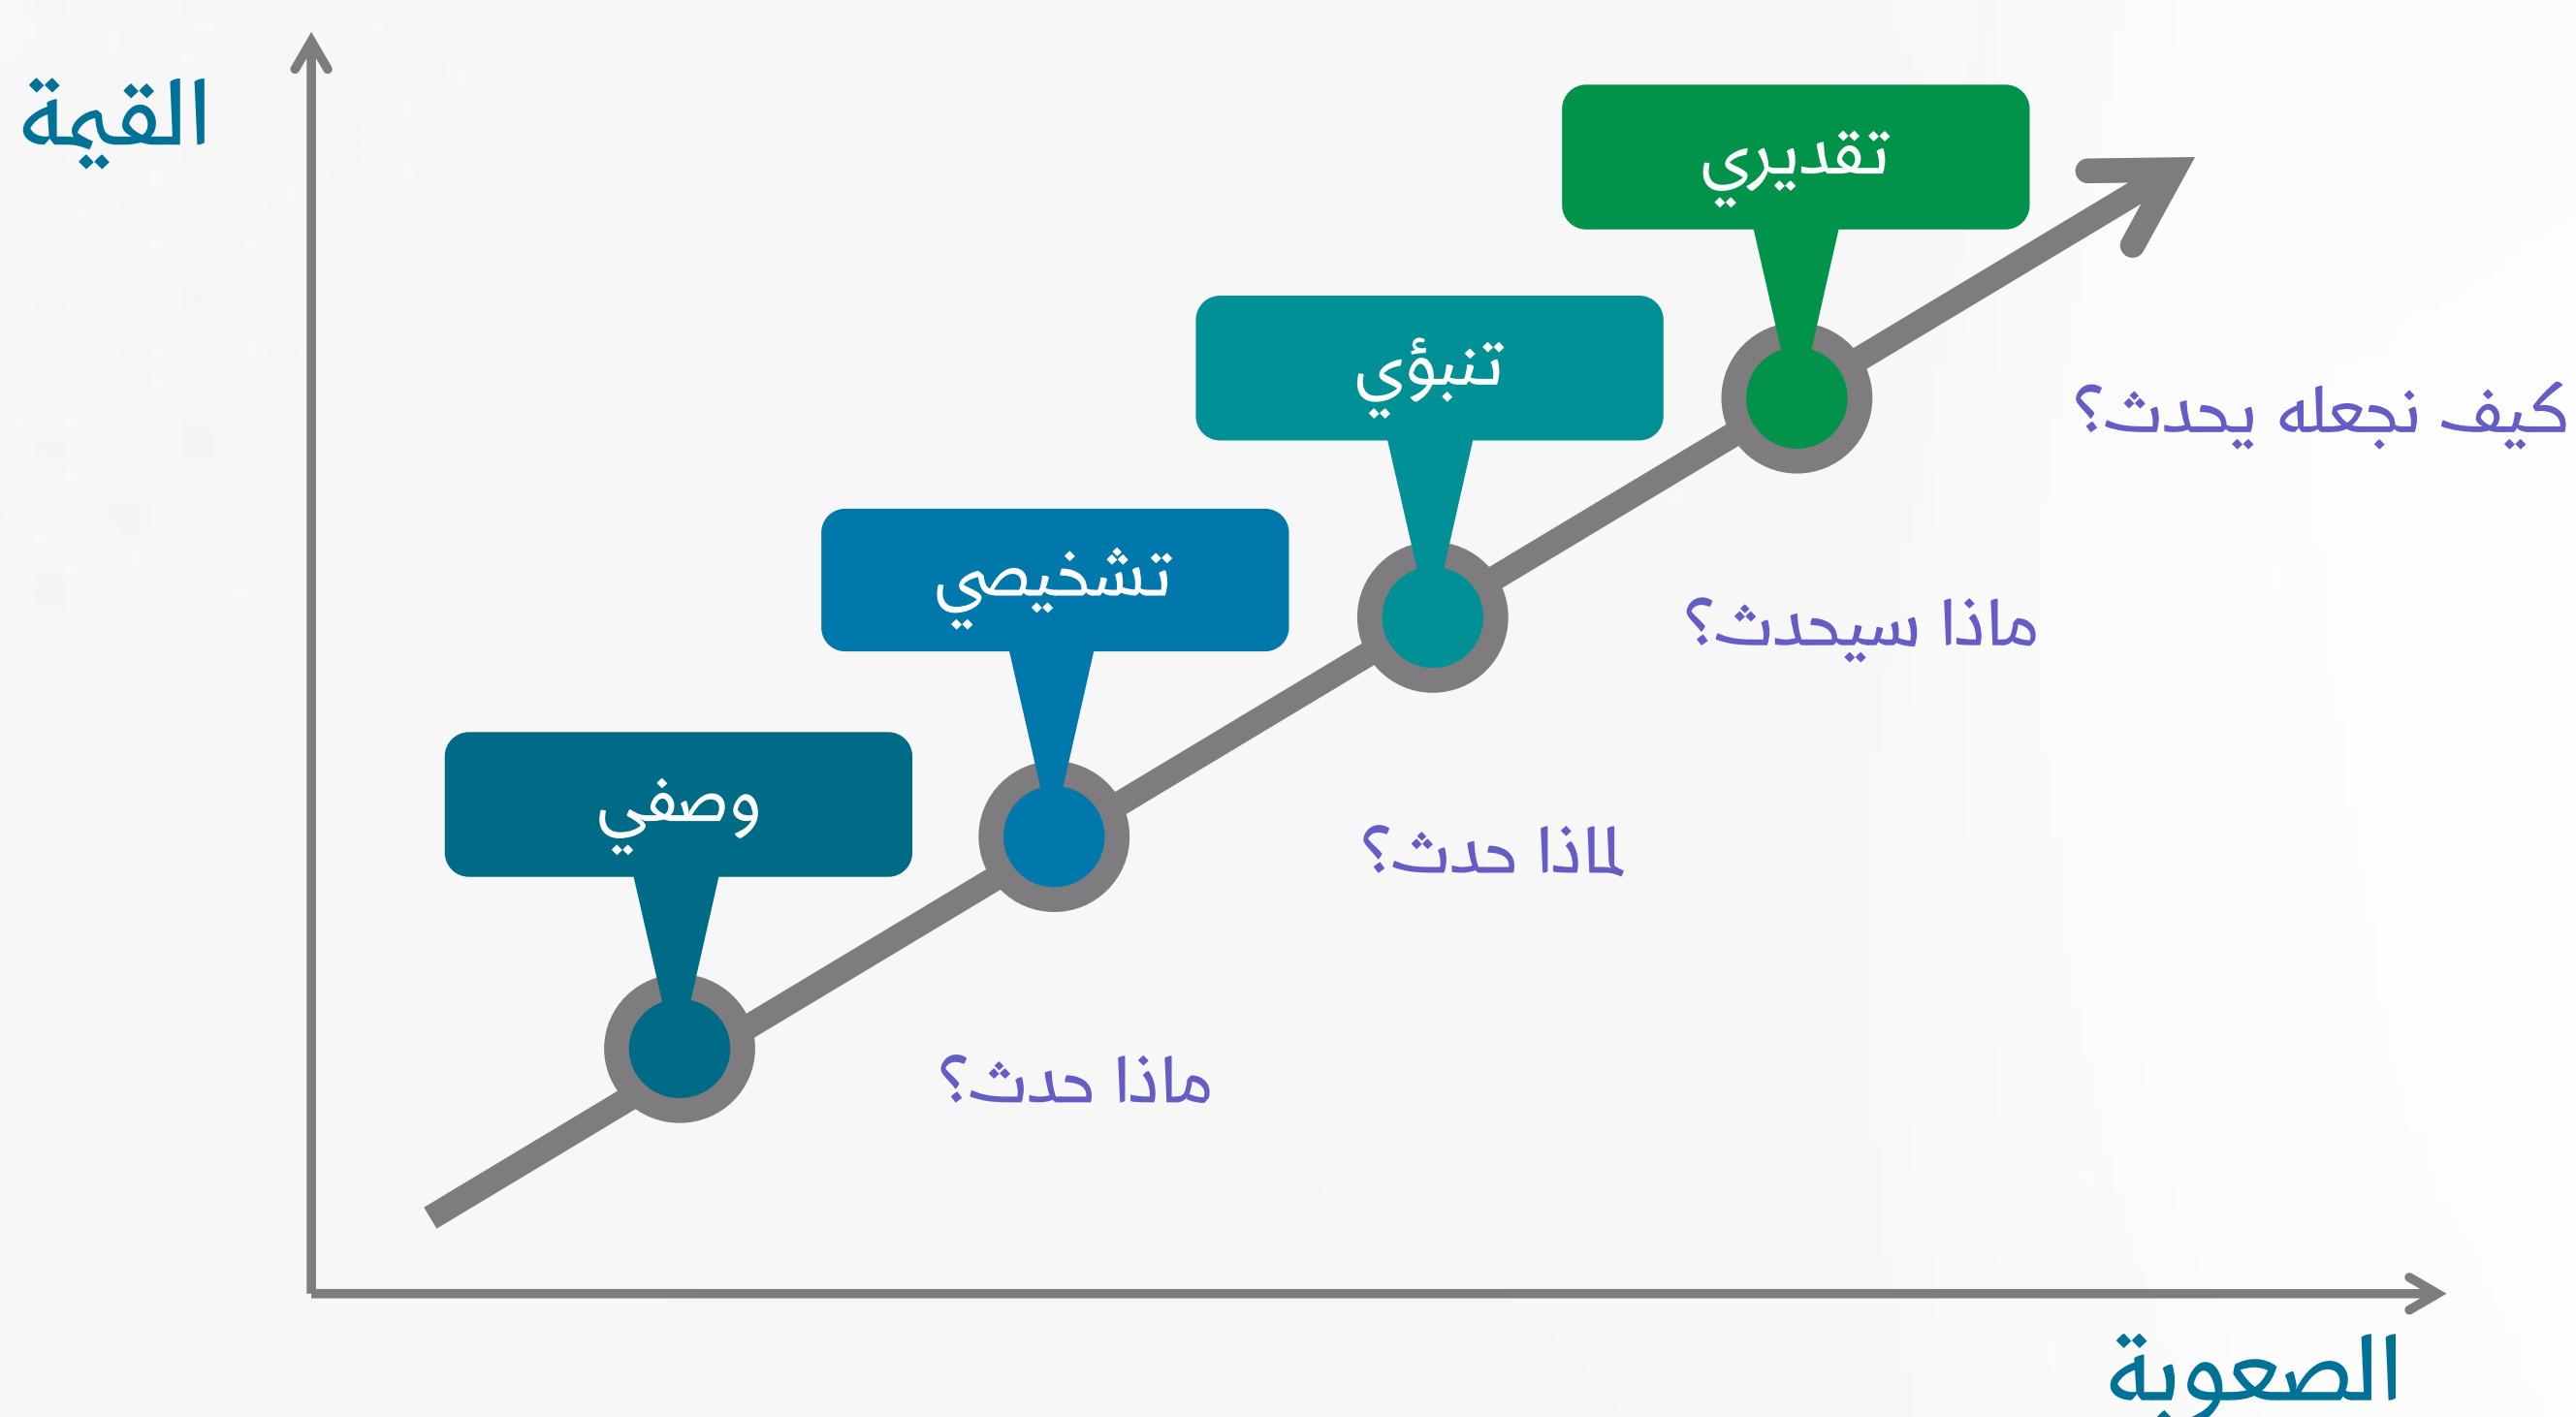 القيمة
تقديري
كيف نجعله يحدث؟
تنبؤي
ماذا سيحدث؟
تشخيصي
لماذا حدث؟
وصفي
ماذا حدث؟
الصعوبة